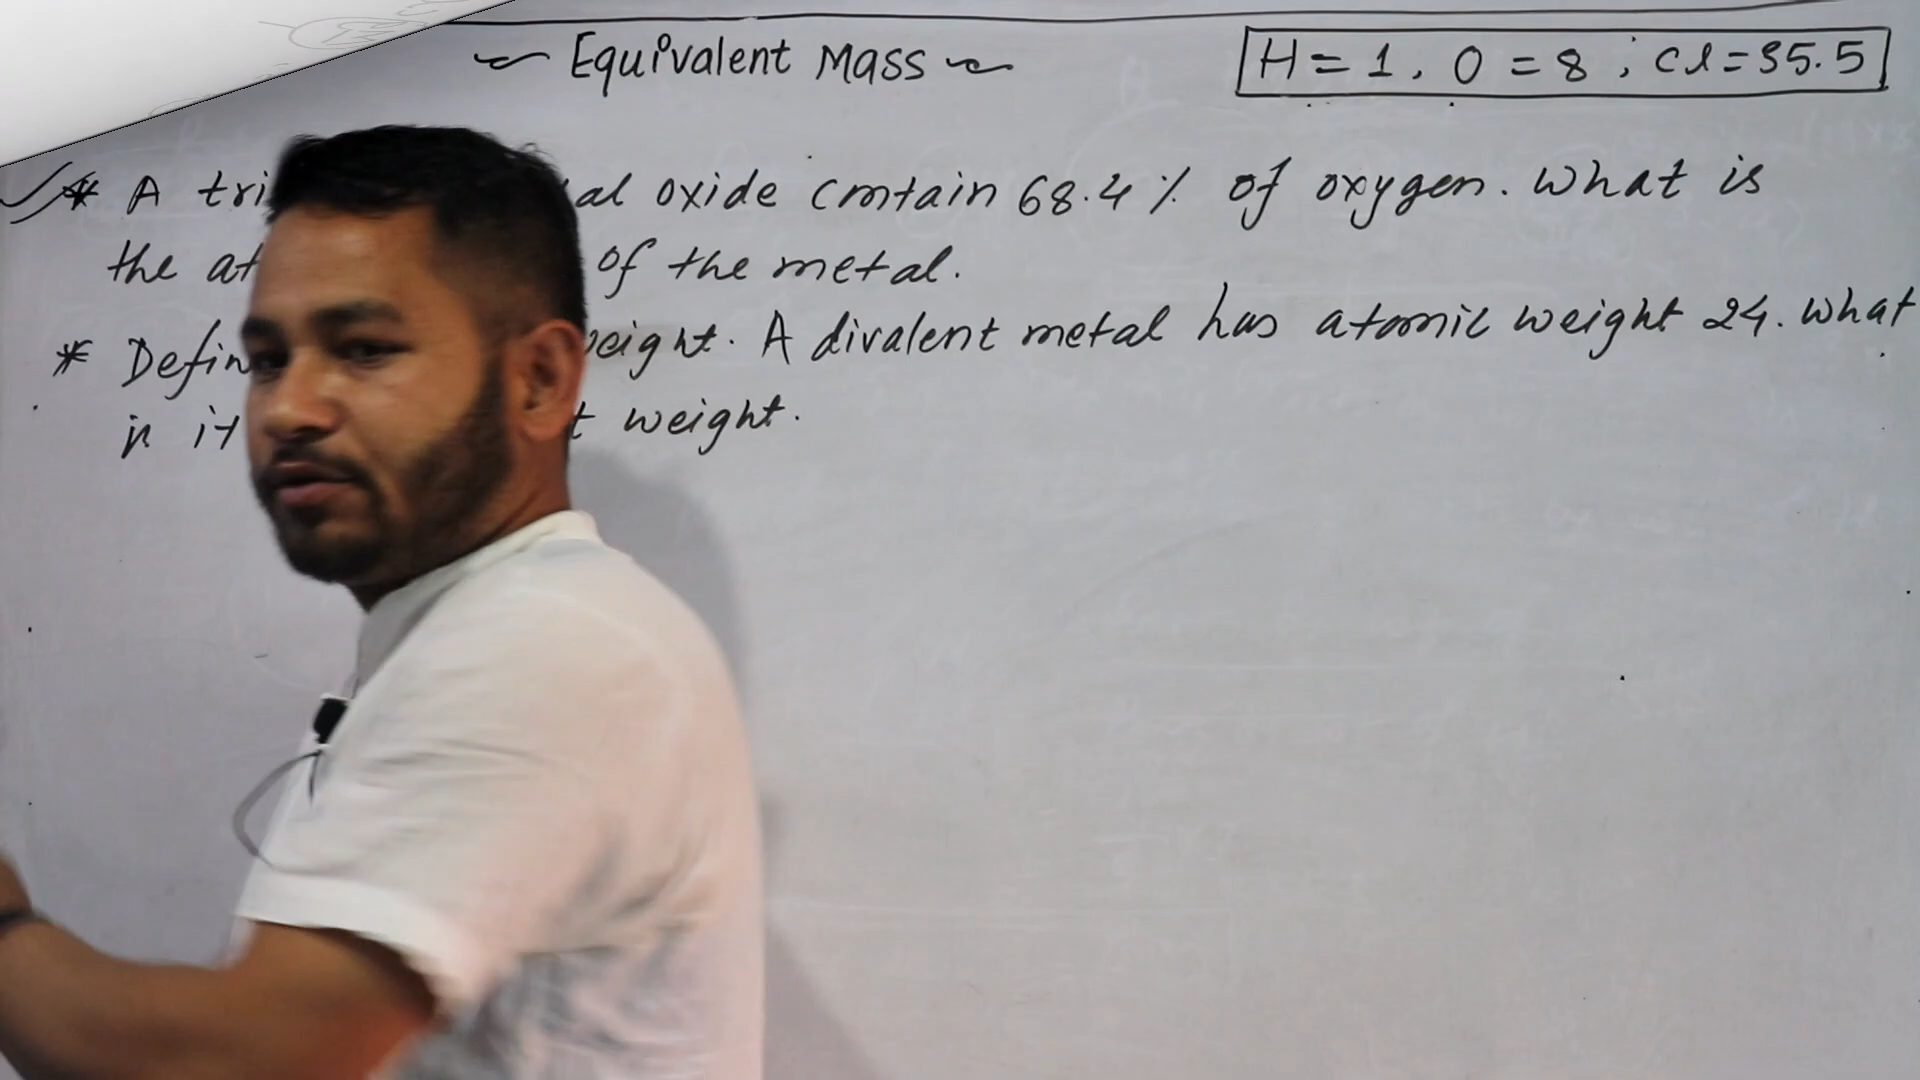 Equivalent Mass
H = 1, O = 8 ; Cl = 35.5
* A tri al oxide contain 68.4 % of oxygen. What is
the at of the metal.
* Defin eight. A divalent metal has atomic weight 24. What
is it t weight.